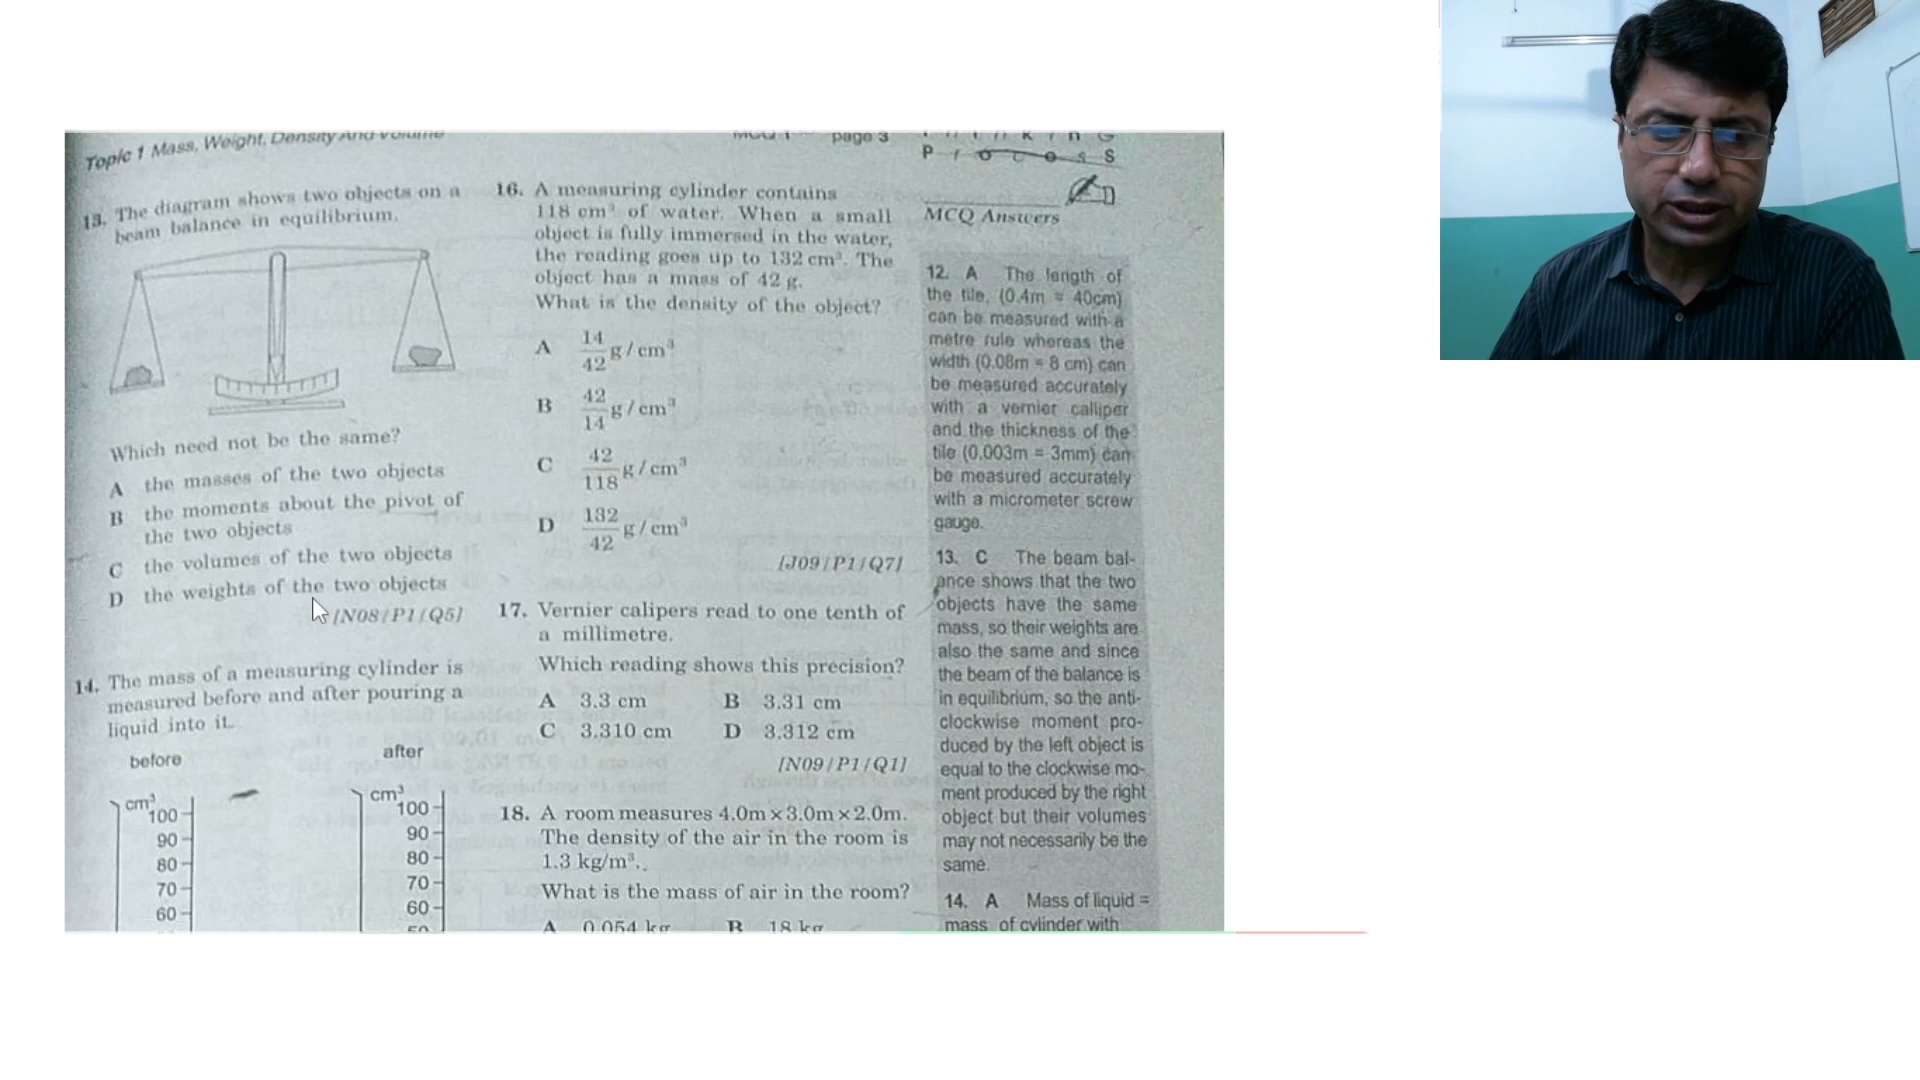 Topic 1 Mass, Weight, Density And Volume
MCQ 1 page 3
T h i n k i n G
P r o c e s S
13. The diagram shows two objects on a
beam balance in equilibrium.
Which need not be the same?
A the masses of the two objects
B the moments about the pivot of
the two objects
C the volumes of the two objects
D the weights of the two objects
[N08/P1/Q5]
14. The mass of a measuring cylinder is
measured before and after pouring a
liquid into it.
before after
cm³ cm³
100 100
90 90
80 80
70 70
60 60
50
16. A measuring cylinder contains
118 cm³ of water. When a small
object is fully immersed in the water,
the reading goes up to 132 cm³. The
object has a mass of 42 g.
What is the density of the object?
A 14/42 g/cm³
B 42/14 g/cm³
C 42/118 g/cm³
D 132/42 g/cm³
[J09/P1/Q7]
17. Vernier calipers read to one tenth of
a millimetre.
Which reading shows this precision?
A 3.3 cm B 3.31 cm
C 3.310 cm D 3.312 cm
[N09/P1/Q1]
18. A room measures 4.0m×3.0m×2.0m.
The density of the air in the room is
1.3 kg/m³.
What is the mass of air in the room?
A 0.054 kg B 18 kg
MCQ Answers
12. A The length of
the tile, (0.4m = 40cm)
can be measured with a
metre rule whereas the
width (0.08m = 8 cm) can
be measured accurately
with a vernier calliper
and the thickness of the
tile (0.003m = 3mm) can
be measured accurately
with a micrometer screw
gauge.
13. C The beam bal-
ance shows that the two
objects have the same
mass, so their weights are
also the same and since
the beam of the balance is
in equilibrium, so the anti-
clockwise moment pro-
duced by the left object is
equal to the clockwise mo-
ment produced by the right
object but their volumes
may not necessarily be the
same.
14. A Mass of liquid =
mass of cylinder with